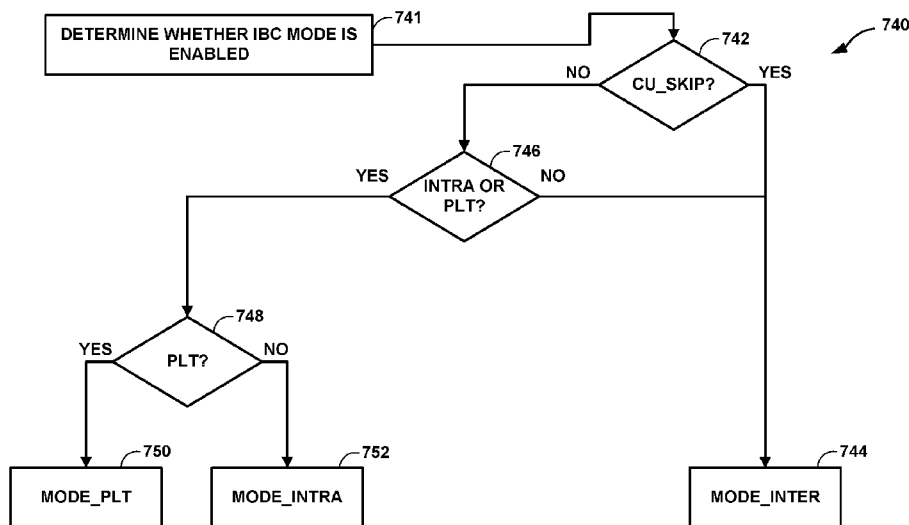 741
DETERMINE WHETHER IBC MODE IS
ENABLED
740
742
NO
CU_SKIP?
YES
746
YES
INTRA OR
PLT?
NO
748
YES
PLT?
NO
750
MODE_PLT
752
MODE_INTRA
744
MODE_INTER